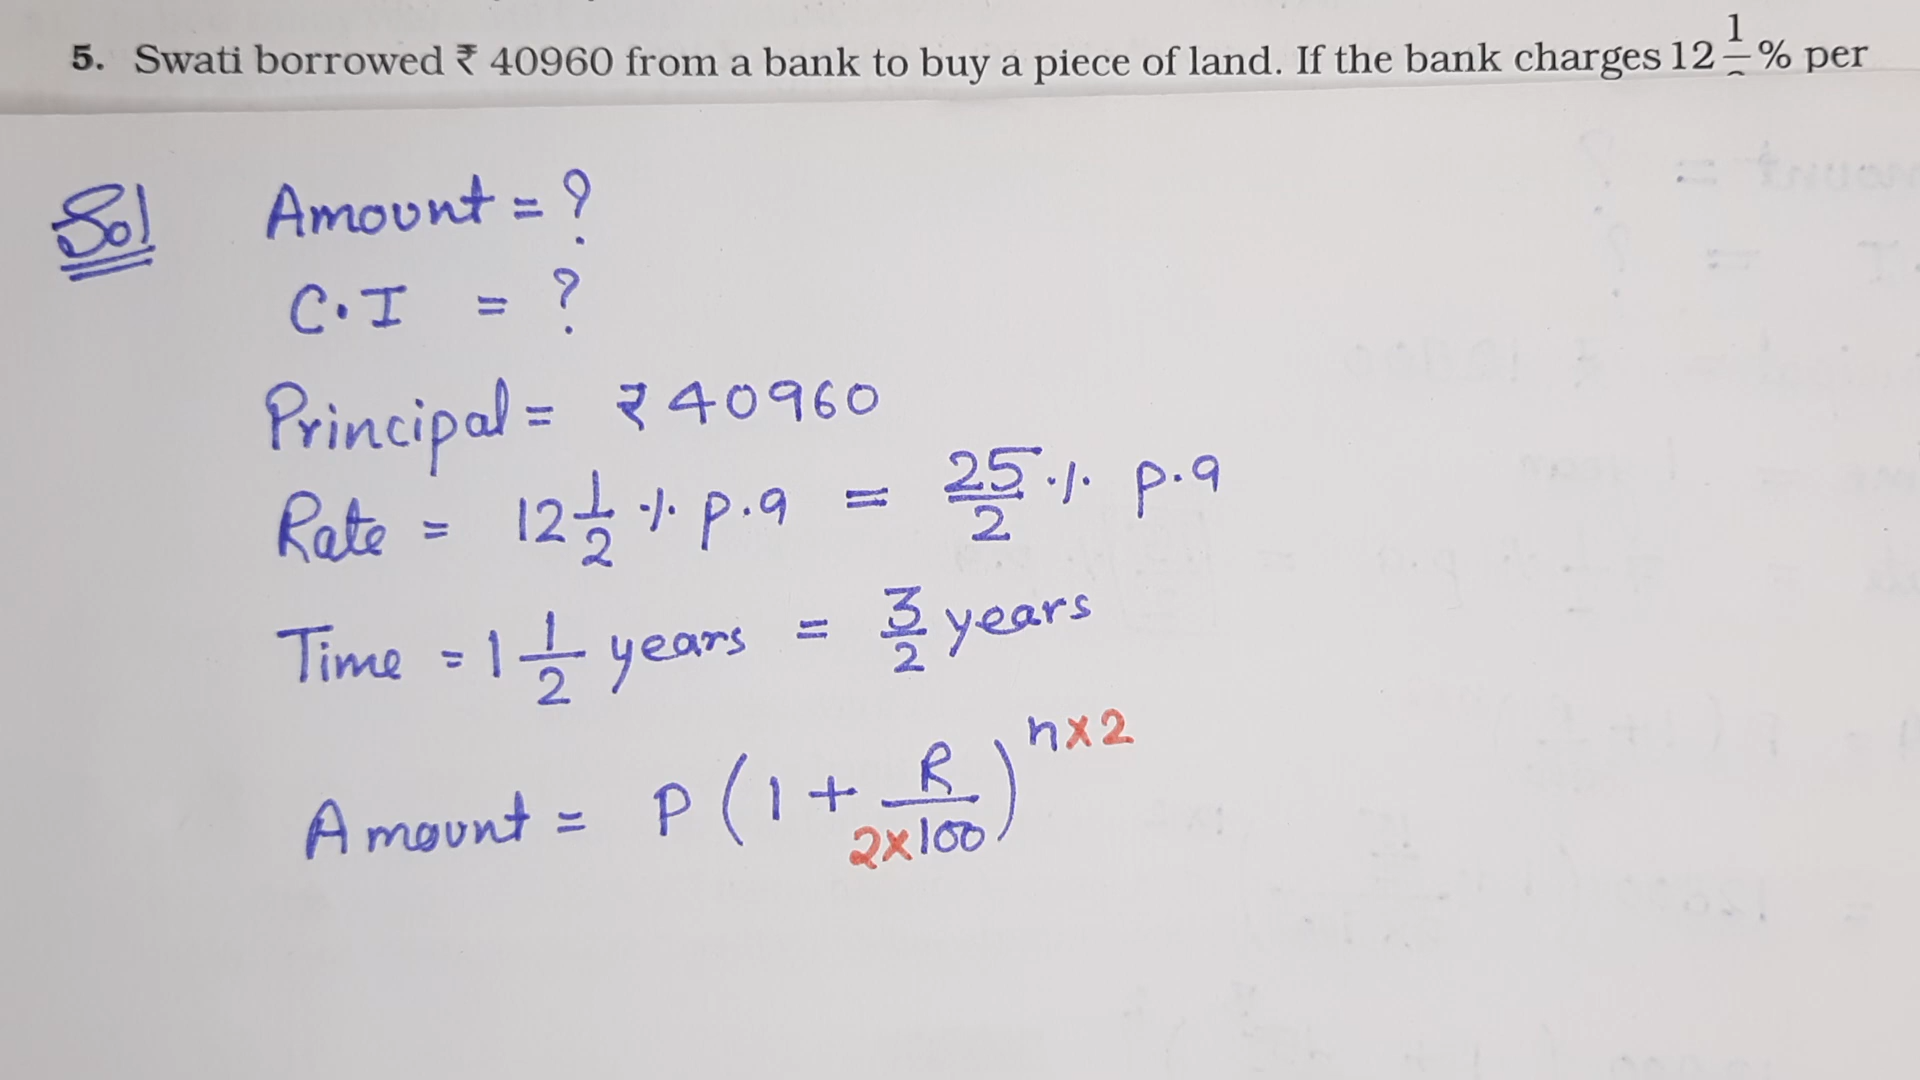 5. Swati borrowed ₹ 40960 from a bank to buy a piece of land. If the bank charges 12 1/2 % per
Sol
Amount = ?
C.I = ?
Principal = ₹ 40960
Rate = 12 1/2 % p.a = 25/2 % p.a
Time = 1 1/2 years = 3/2 years
Amount = P (1 + R/2×100)^n×2